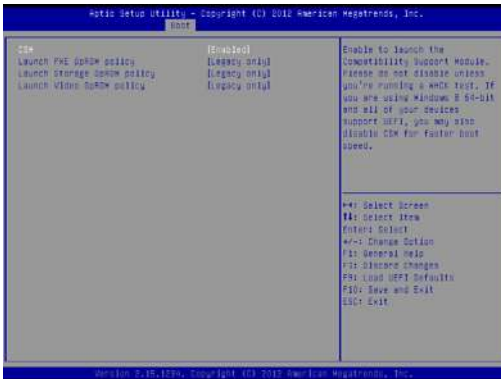 Aptio Setup Utility - Copyright (C) 2012 American Megatrends, Inc.
Boot
CSM [Enabled]
Launch PXE OpROM policy [Legacy only]
Launch Storage OpROM policy [Legacy only]
Launch Video OpROM policy [Legacy only]
Enable to launch the
Compatibility Support Module.
Please do not disable unless
you're running a WHCK test. If
you are using Windows 8 64-bit
and all of your devices
support UEFI, you may also
disable CSM for faster boot
speed.
→←: Select Screen
↑↓: Select Item
Enter: Select
+/-: Change Option
F1: General Help
F7: Discard Changes
F9: Load UEFI Defaults
F10: Save and Exit
ESC: Exit
Version 2.15.1234. Copyright (C) 2012 American Megatrends, Inc.